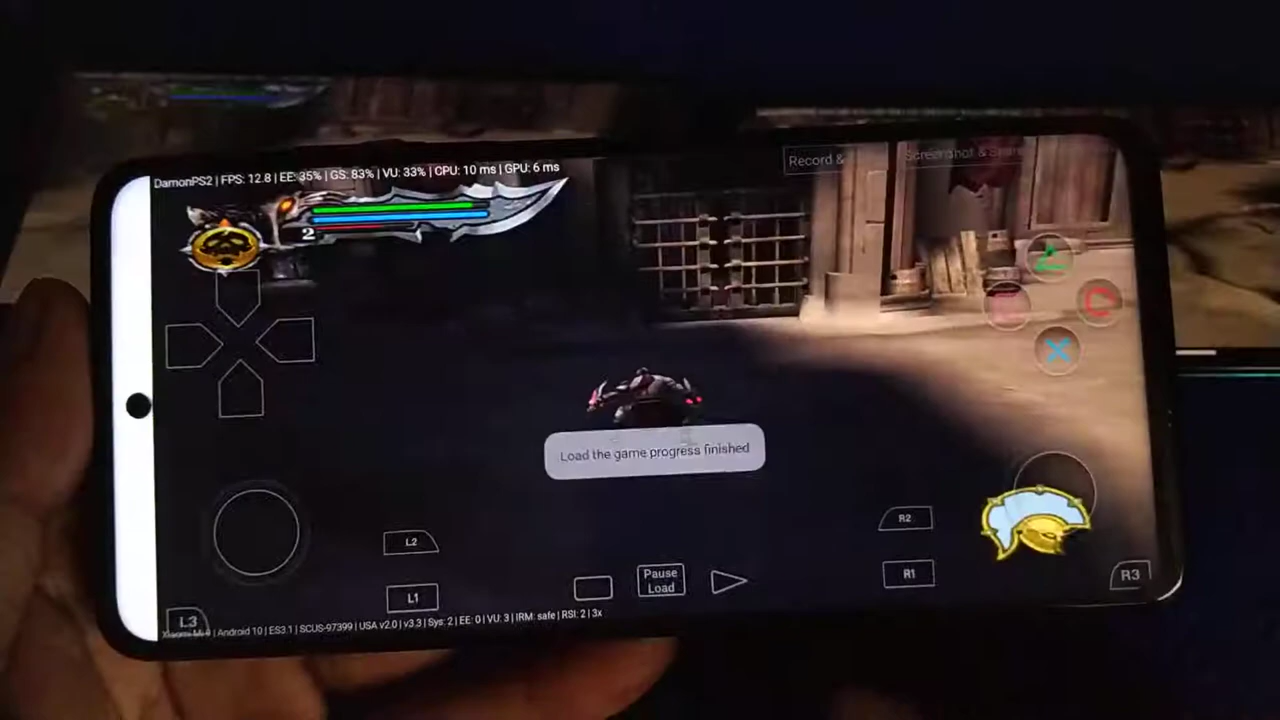 DamonPS2 | FPS: 12.8 | EE: 35% | GS: 83% | VU: 33% | CPU: 10 ms | GPU: 6 ms
Record &
Screenshot &
2
Load the game progress finished
L2
R2
Pause
Load
L1
R1
R3
L3
Android 10 | ES3.1 | SCUS-97399 | USA v2.0 | v3.3 | Sys: 2 | EE: 0 | VU: 3 | IRM: safe | RSI: 2 | 3x